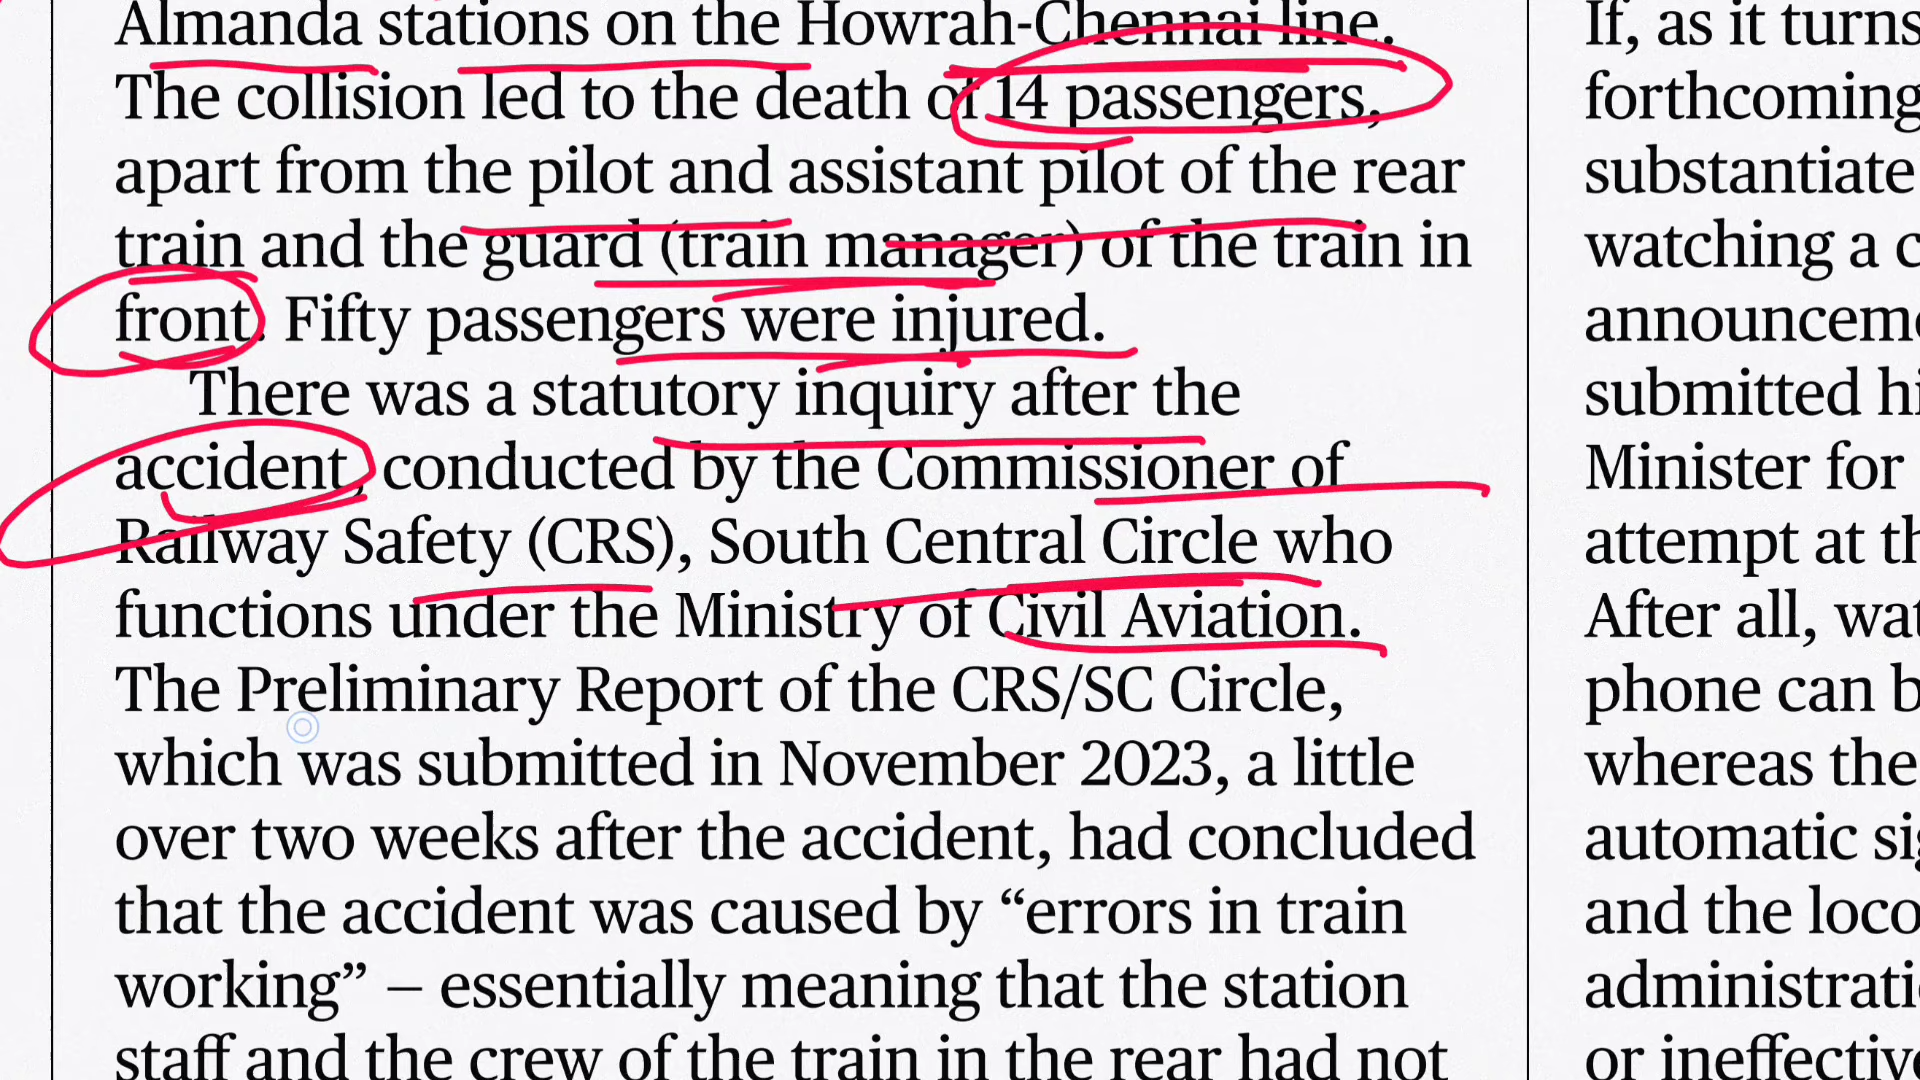 Almanda stations on the Howrah-Chennai line.
The collision led to the death of 14 passengers,
apart from the pilot and assistant pilot of the rear
train and the guard (train manager) of the train in
front. Fifty passengers were injured.
There was a statutory inquiry after the
accident, conducted by the Commissioner of
Railway Safety (CRS), South Central Circle who
functions under the Ministry of Civil Aviation.
The Preliminary Report of the CRS/SC Circle,
which was submitted in November 2023, a little
over two weeks after the accident, had concluded
that the accident was caused by “errors in train
working” — essentially meaning that the station
staff and the crew of the train in the rear had not
If, as it turns
forthcoming
substantiate
watching a c
announceme
submitted hi
Minister for
attempt at th
After all, wat
phone can b
whereas the
automatic sig
and the loco
administrati
or ineffective